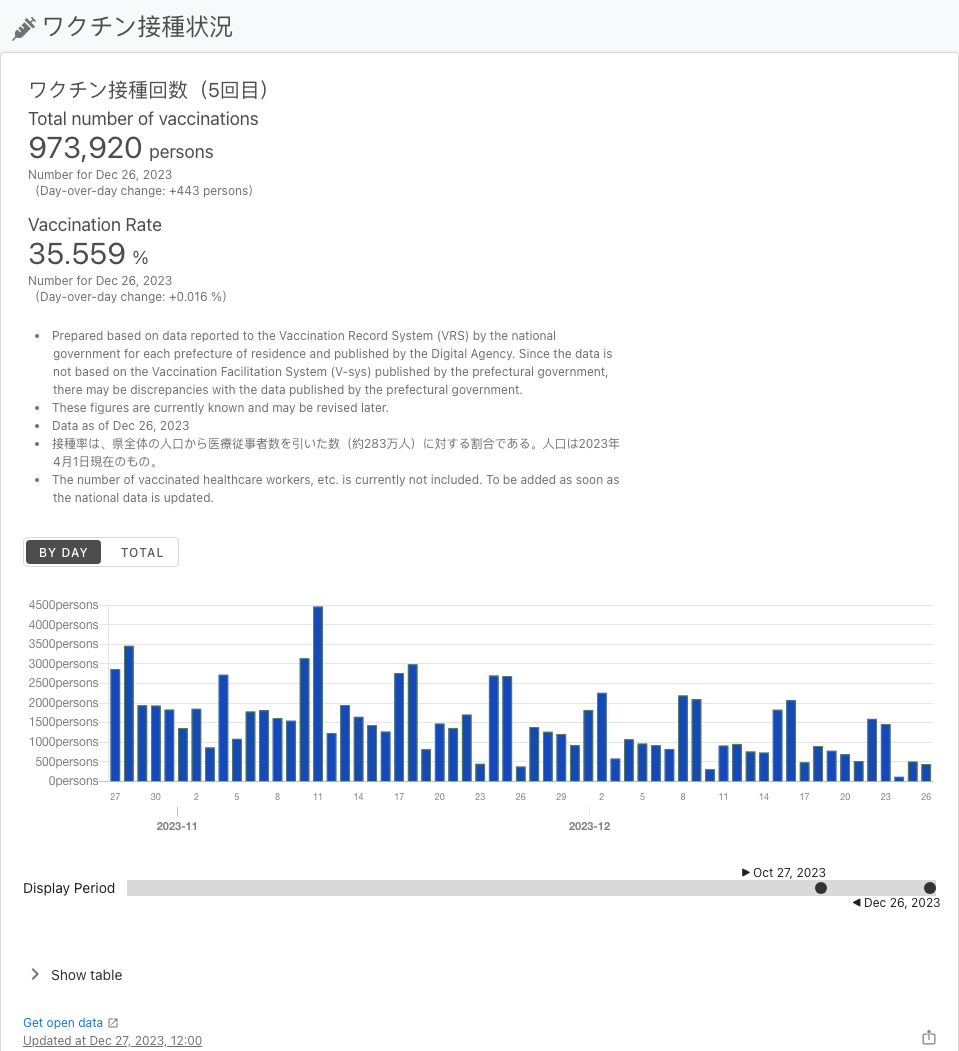 ワクチン接種状況
ワクチン接種回数（5回目）
Total number of vaccinations
973,920 persons
Number for Dec 26, 2023
（Day-over-day change: +443 persons)
Vaccination Rate
35.559 %
Number for Dec 26, 2023
（Day-over-day change: +0.016 %)
• Prepared based on data reported to the Vaccination Record System (VRS) by the national
government for each prefecture of residence and published by the Digital Agency. Since the data is
not based on the Vaccination Facilitation System (V-sys) published by the prefectural government,
there may be discrepancies with the data published by the prefectural government.
• These figures are currently known and may be revised later.
• Data as of Dec 26, 2023
• 接種率は、県全体の人口から医療従事者数を引いた数（約283万人）に対する割合である。人口は2023年
4月1日現在のもの。
• The number of vaccinated healthcare workers, etc. is currently not included. To be added as soon as
the national data is updated.
BY DAY TOTAL
4500persons
4000persons
3500persons
3000persons
2500persons
2000persons
1500persons
1000persons
500persons
0persons
27 30 2 5 8 11 14 17 20 23 26 29 2 5 8 11 14 17 20 23 26
2023-11 2023-12
Oct 27, 2023
Display Period
Dec 26, 2023
Show table
Get open data
Updated at Dec 27, 2023, 12:00